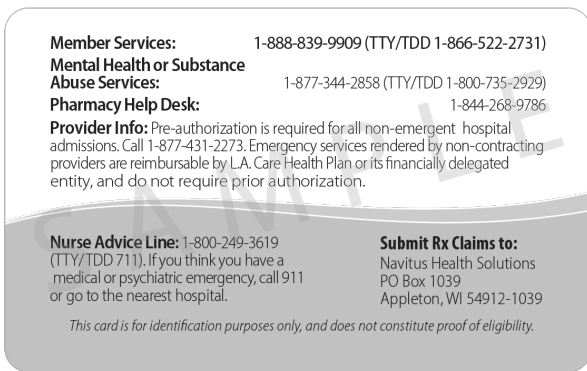 Member Services: 1-888-839-9909 (TTY/TDD 1-866-522-2731)
Mental Health or Substance
Abuse Services: 1-877-344-2858 (TTY/TDD 1-800-735-2929)
Pharmacy Help Desk: 1-844-268-9786
Provider Info: Pre-authorization is required for all non-emergent hospital
admissions. Call 1-877-431-2273. Emergency services rendered by non-contracting
providers are reimbursable by L.A. Care Health Plan or its financially delegated
entity, and do not require prior authorization.
SAMPLE
Nurse Advice Line: 1-800-249-3619
(TTY/TDD 711). If you think you have a
medical or psychiatric emergency, call 911
or go to the nearest hospital.
Submit Rx Claims to:
Navitus Health Solutions
PO Box 1039
Appleton, WI 54912-1039
This card is for identification purposes only, and does not constitute proof of eligibility.